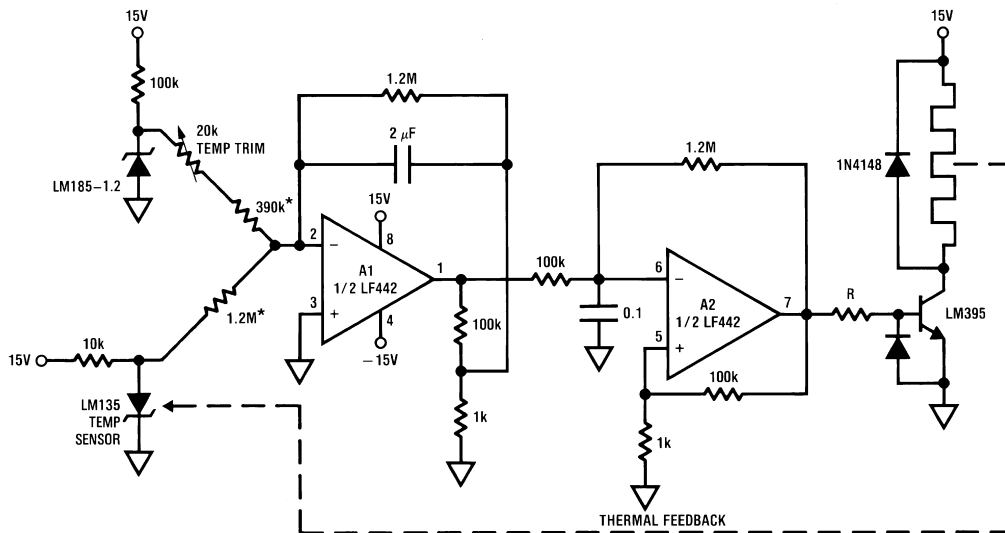 15V
100k
20k
TEMP TRIM
LM185–1.2
390k*
1.2M*
15V
10k
LM135
TEMP
SENSOR
1.2M
2 μF
15V
8
2
–
A1
1/2 LF442
1
3
+
4
–15V
100k
1k
100k
0.1
1.2M
6
–
A2
1/2 LF442
7
5
+
100k
1k
R
15V
1N4148
LM395
THERMAL FEEDBACK